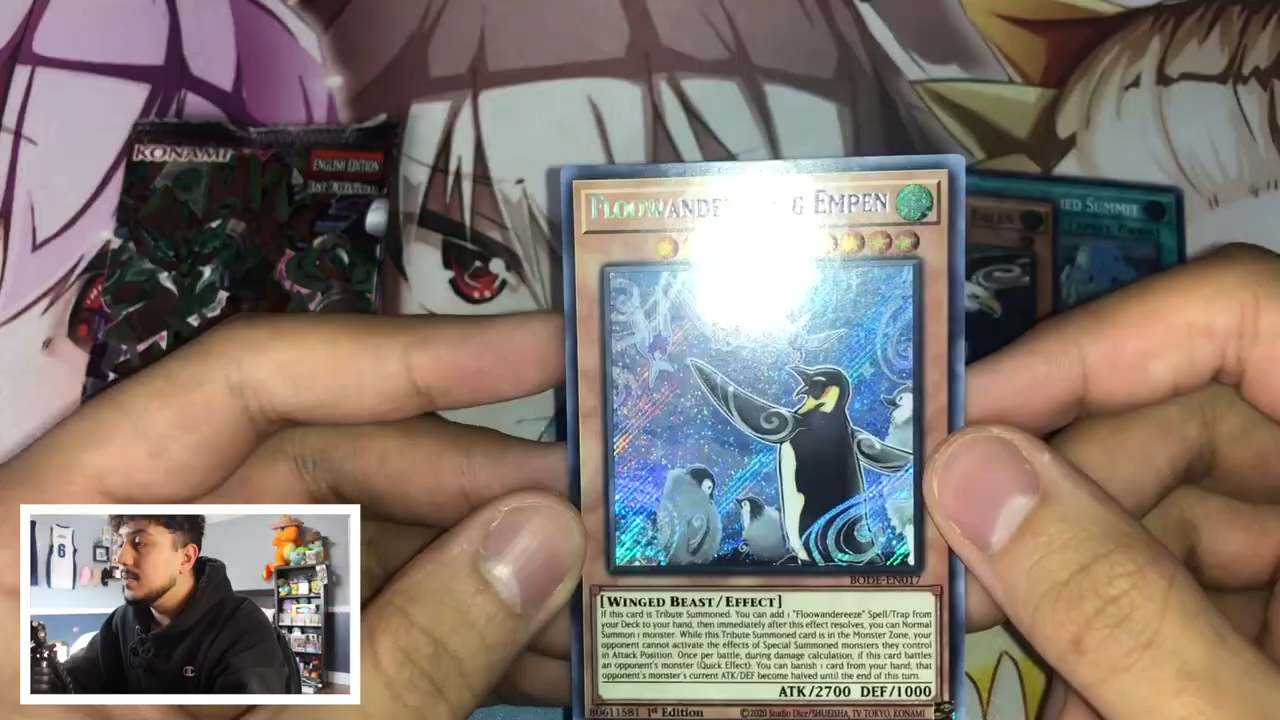 KONAMI
ENGLISH EDITION
1st Edition
FLOOWANDE G EMPEN
IED SUMMIT
6
BODE-EN017
[WINGED BEAST/EFFECT]
If this card is Tribute Summoned: You can add 1 "Floowandereeze" Spell/Trap from
your Deck to your hand, then immediately after this effect resolves, you can Normal
Summon 1 monster. While this Tribute Summoned card is in the Monster Zone, your
opponent cannot activate the effects of Special Summoned monsters they control
in Attack Position. Once per battle, during damage calculation, if this card battles
an opponent's monster (Quick Effect): You can banish 1 card from your hand; that
opponent's monster's current ATK/DEF become halved until the end of this turn.
ATK/2700 DEF/1000
80611581 1st Edition ©2020 Studio Dice/SHUEISHA, TV TOKYO, KONAMI